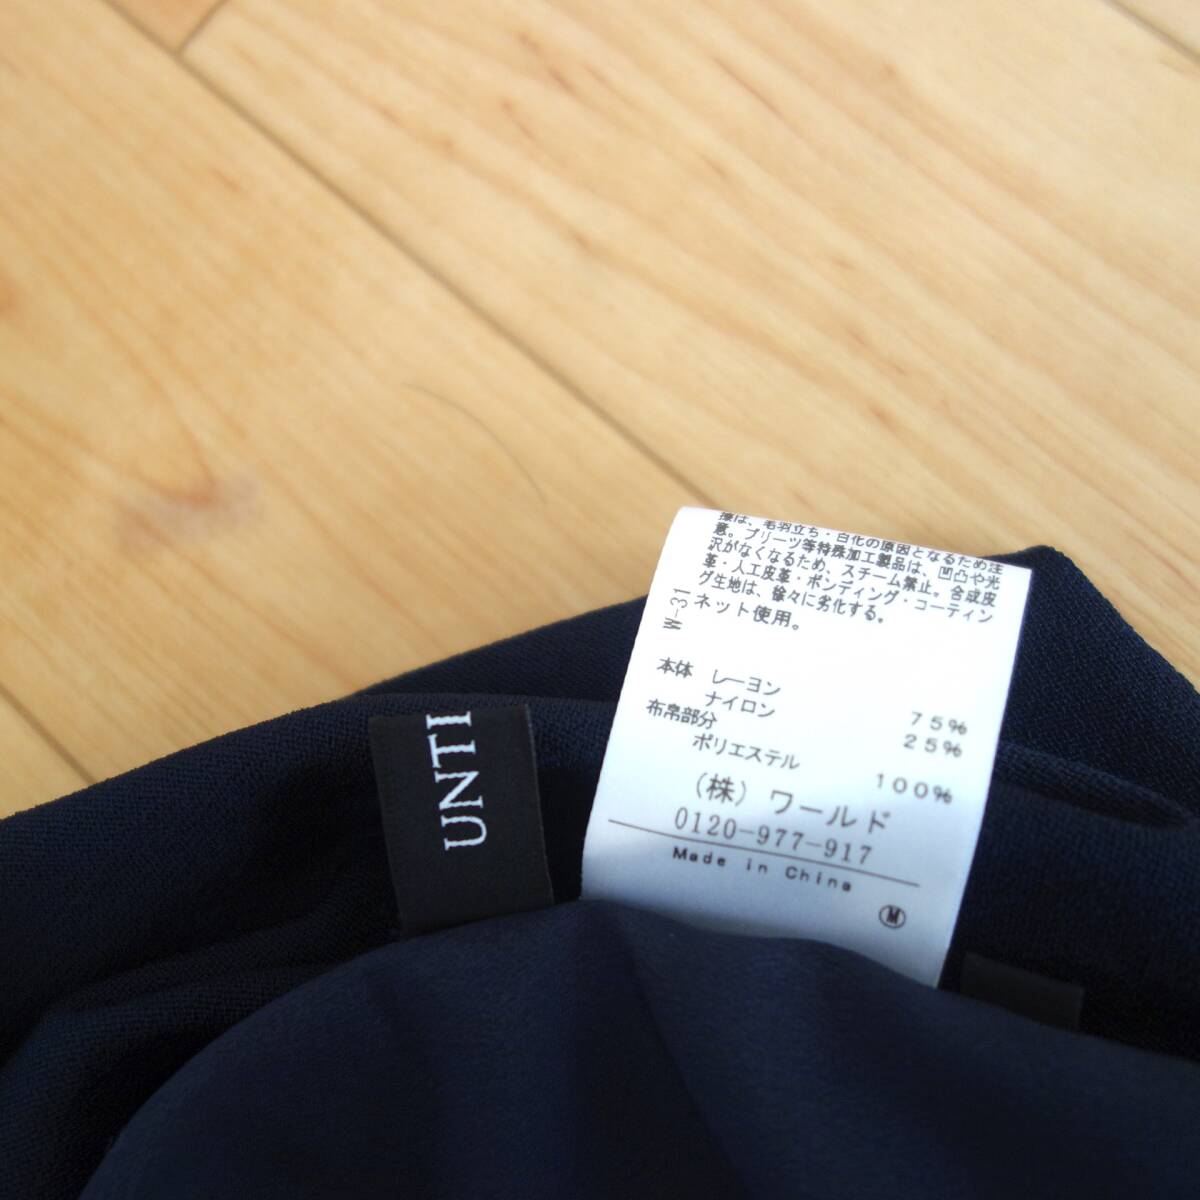 擦は、毛羽立ち・白化の原因となるため注
意。プリーツ等特殊加工製品は、凹凸や光
沢がなくなるため、スチーム禁止。合成皮
革・人工皮革・ボンディング・コーティン
グ生地は、徐々に劣化する。
ネット使用。
W-31
本体 レーヨン 75%
ナイロン 25%
布帛部分
ポリエステル 100%
(株) ワールド
0120-977-917
Made in China
M
UNTI